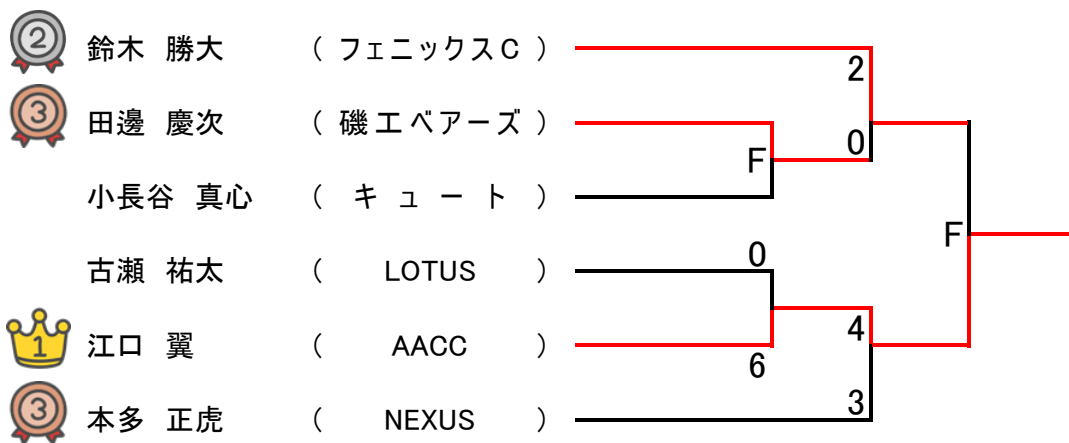 2 鈴木 勝大 ( フェニックスC ) 2
3 田邊 慶次 ( 磯エベアーズ ) 0
F
小長谷 真心 ( キュート )
F
古瀬 祐太 ( LOTUS ) 0
1 江口 翼 ( AACC ) 6 4
3 本多 正虎 ( NEXUS ) 3